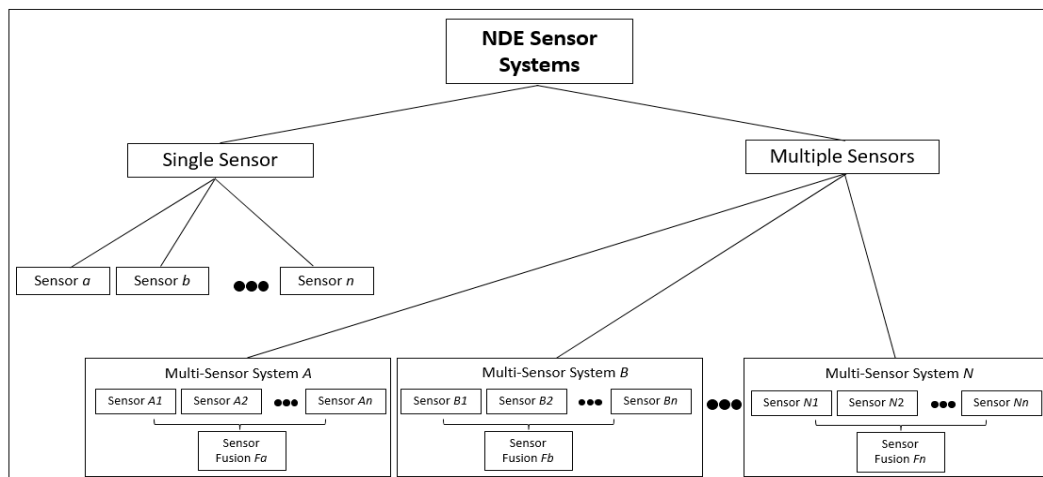 NDE Sensor
Systems
Single Sensor
Multiple Sensors
Sensor a
Sensor b
Sensor n
Multi-Sensor System A
Sensor A1
Sensor A2
Sensor An
Sensor
Fusion Fa
Multi-Sensor System B
Sensor B1
Sensor B2
Sensor Bn
Sensor
Fusion Fb
Multi-Sensor System N
Sensor N1
Sensor N2
Sensor Nn
Sensor
Fusion Fn